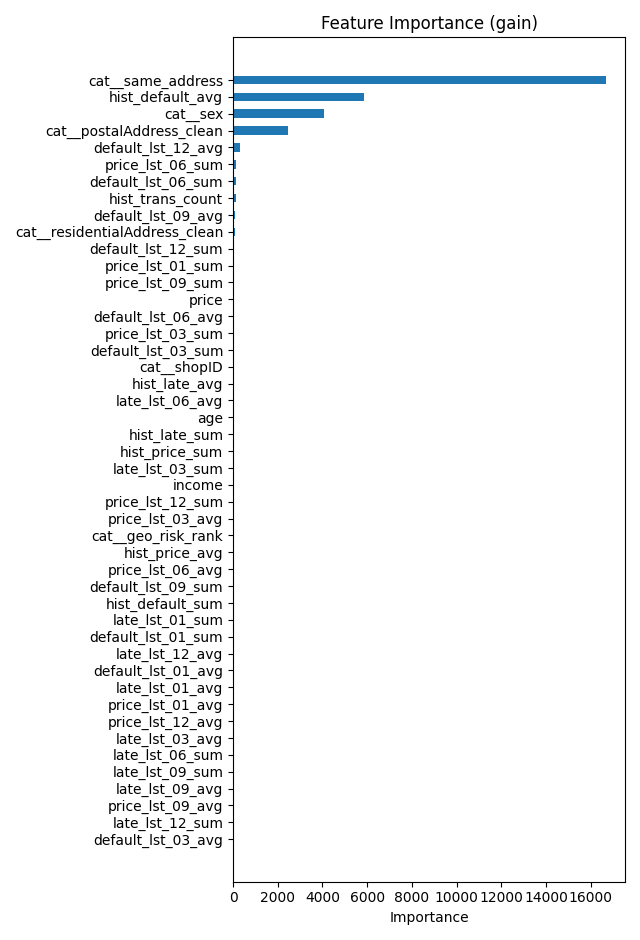 Feature Importance (gain)
cat__same_address
hist_default_avg
cat__sex
cat__postalAddress_clean
default_lst_12_avg
price_lst_06_sum
default_lst_06_sum
hist_trans_count
default_lst_09_avg
cat__residentialAddress_clean
default_lst_12_sum
price_lst_01_sum
price_lst_09_sum
price
default_lst_06_avg
price_lst_03_sum
default_lst_03_sum
cat__shopID
hist_late_avg
late_lst_06_avg
age
hist_late_sum
hist_price_sum
late_lst_03_sum
income
price_lst_12_sum
price_lst_03_avg
cat__geo_risk_rank
hist_price_avg
price_lst_06_avg
default_lst_09_sum
hist_default_sum
late_lst_01_sum
default_lst_01_sum
late_lst_12_avg
default_lst_01_avg
late_lst_01_avg
price_lst_01_avg
price_lst_12_avg
late_lst_03_avg
late_lst_06_sum
late_lst_09_sum
late_lst_09_avg
price_lst_09_avg
late_lst_12_sum
default_lst_03_avg
0 2000 4000 6000 8000 10000 12000 14000 16000
Importance